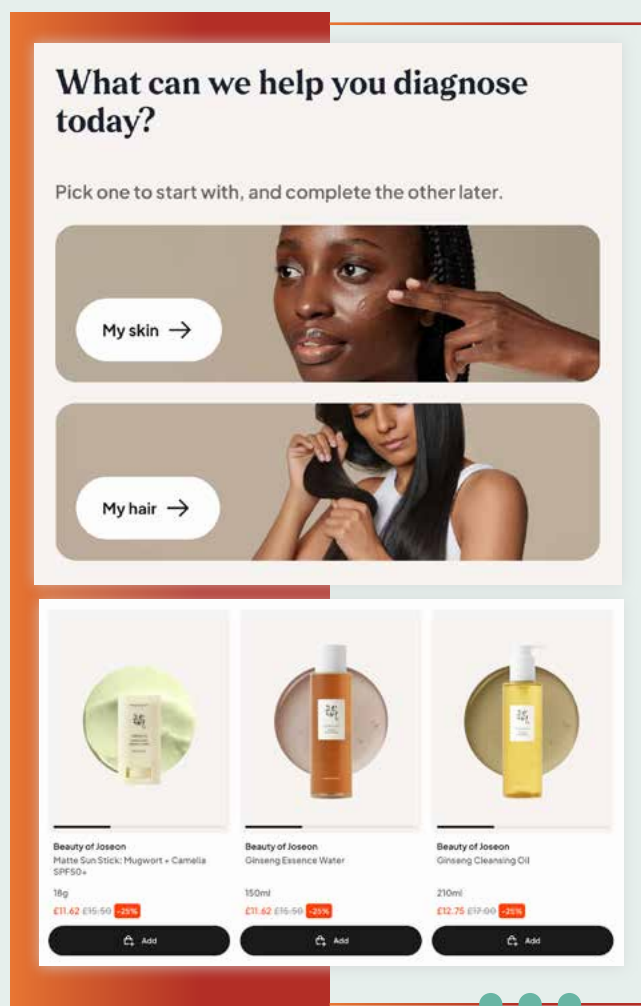 What can we help you diagnose
today?
Pick one to start with, and complete the other later.
My skin
My hair
Beauty of Joseon
Matte Sun Stick: Mugwort + Camelia
SPF50+
18g
£11.62 £15.50 -25%
Add
Beauty of Joseon
Ginseng Essence Water
150ml
£11.62 £15.50 -25%
Add
Beauty of Joseon
Ginseng Cleansing Oil
210ml
£12.75 £17.00 -25%
Add